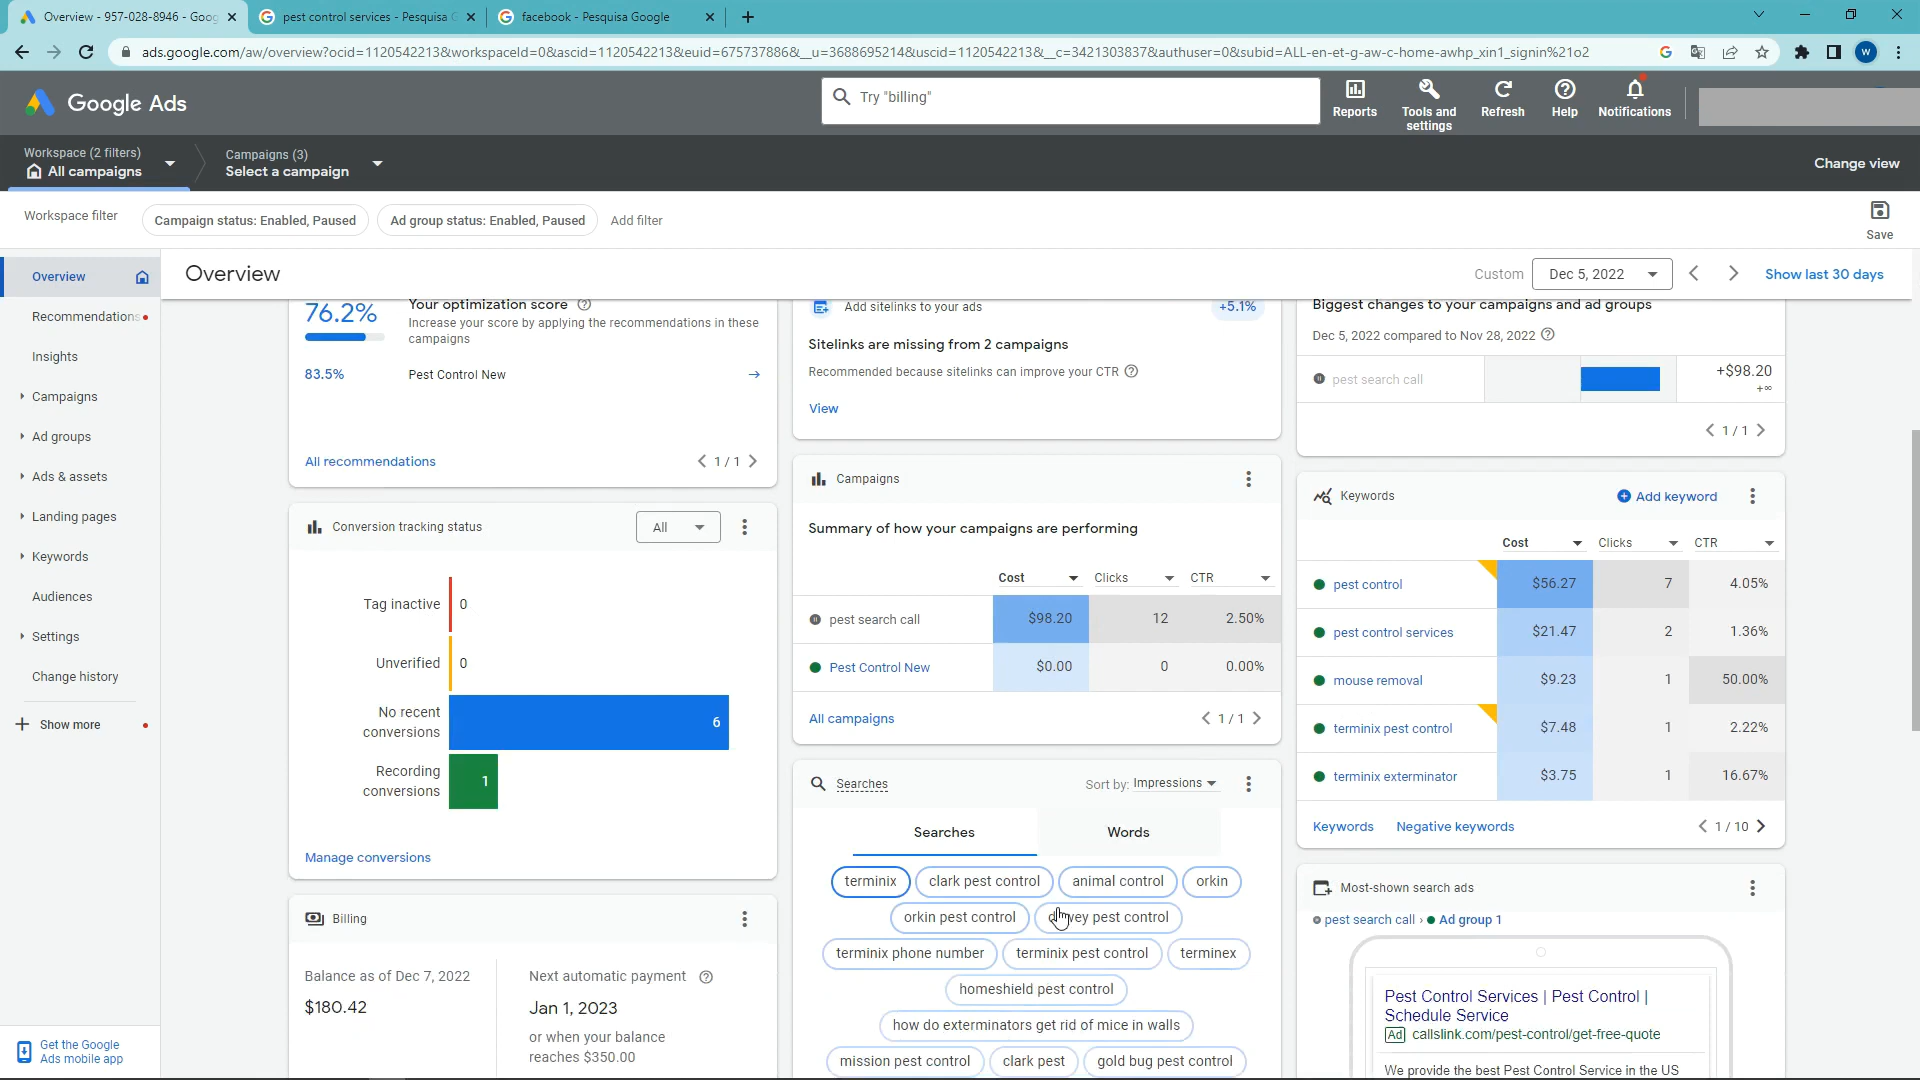 Overview - 957-028-8946 - Goog
pest control services - Pesquisa G
facebook - Pesquisa Google
ads.google.com/aw/overview?ocid=1120542213&workspaceId=0&ascid=1120542213&euid=675737886&__u=3688695214&uscid=1120542213&__c=3421303837&authuser=0&subid=ALL-en-et-g-aw-c-home-awhp_xin1_signin%21o2
W
Google Ads
Try "billing"
Reports
Tools and
settings
Refresh
Help
Notifications
Workspace (2 filters)
All campaigns
Campaigns (3)
Select a campaign
Change view
Workspace filter
Campaign status: Enabled, Paused
Ad group status: Enabled, Paused
Add filter
Save
Overview
Recommendations
Insights
Campaigns
Ad groups
Ads & assets
Landing pages
Keywords
Audiences
Settings
Change history
Show more
Get the Google
Ads mobile app
Overview
Custom
Dec 5, 2022
Show last 30 days
76.2%
Your optimization score
Increase your score by applying the recommendations in these
campaigns
83.5%
Pest Control New
All recommendations
1 / 1
Conversion tracking status
All
Tag inactive
0
Unverified
0
No recent
conversions
6
Recording
conversions
1
Manage conversions
Billing
Balance as of Dec 7, 2022
$180.42
Next automatic payment
Jan 1, 2023
or when your balance
reaches $350.00
Add sitelinks to your ads
+5.1%
Sitelinks are missing from 2 campaigns
Recommended because sitelinks can improve your CTR
View
Campaigns
Summary of how your campaigns are performing
Cost Clicks CTR
pest search call $98.20 12 2.50%
Pest Control New $0.00 0 0.00%
All campaigns
1 / 1
Searches
Sort by: Impressions
Searches
Words
terminix
clark pest control
animal control
orkin
orkin pest control
pest control
terminix phone number
terminix pest control
terminex
homeshield pest control
how do exterminators get rid of mice in walls
mission pest control
clark pest
gold bug pest control
Biggest changes to your campaigns and ad groups
Dec 5, 2022 compared to Nov 28, 2022
pest search call
+$98.20
+∞
1 / 1
Keywords
Add keyword
Cost Clicks CTR
pest control $56.27 7 4.05%
pest control services $21.47 2 1.36%
mouse removal $9.23 1 50.00%
terminix pest control $7.48 1 2.22%
terminix exterminator $3.75 1 16.67%
Keywords
Negative keywords
1 / 10
Most-shown search ads
pest search call › Ad group 1
Pest Control Services | Pest Control |
Schedule Service
Ad callslink.com/pest-control/get-free-quote
We provide the best Pest Control Service in the US